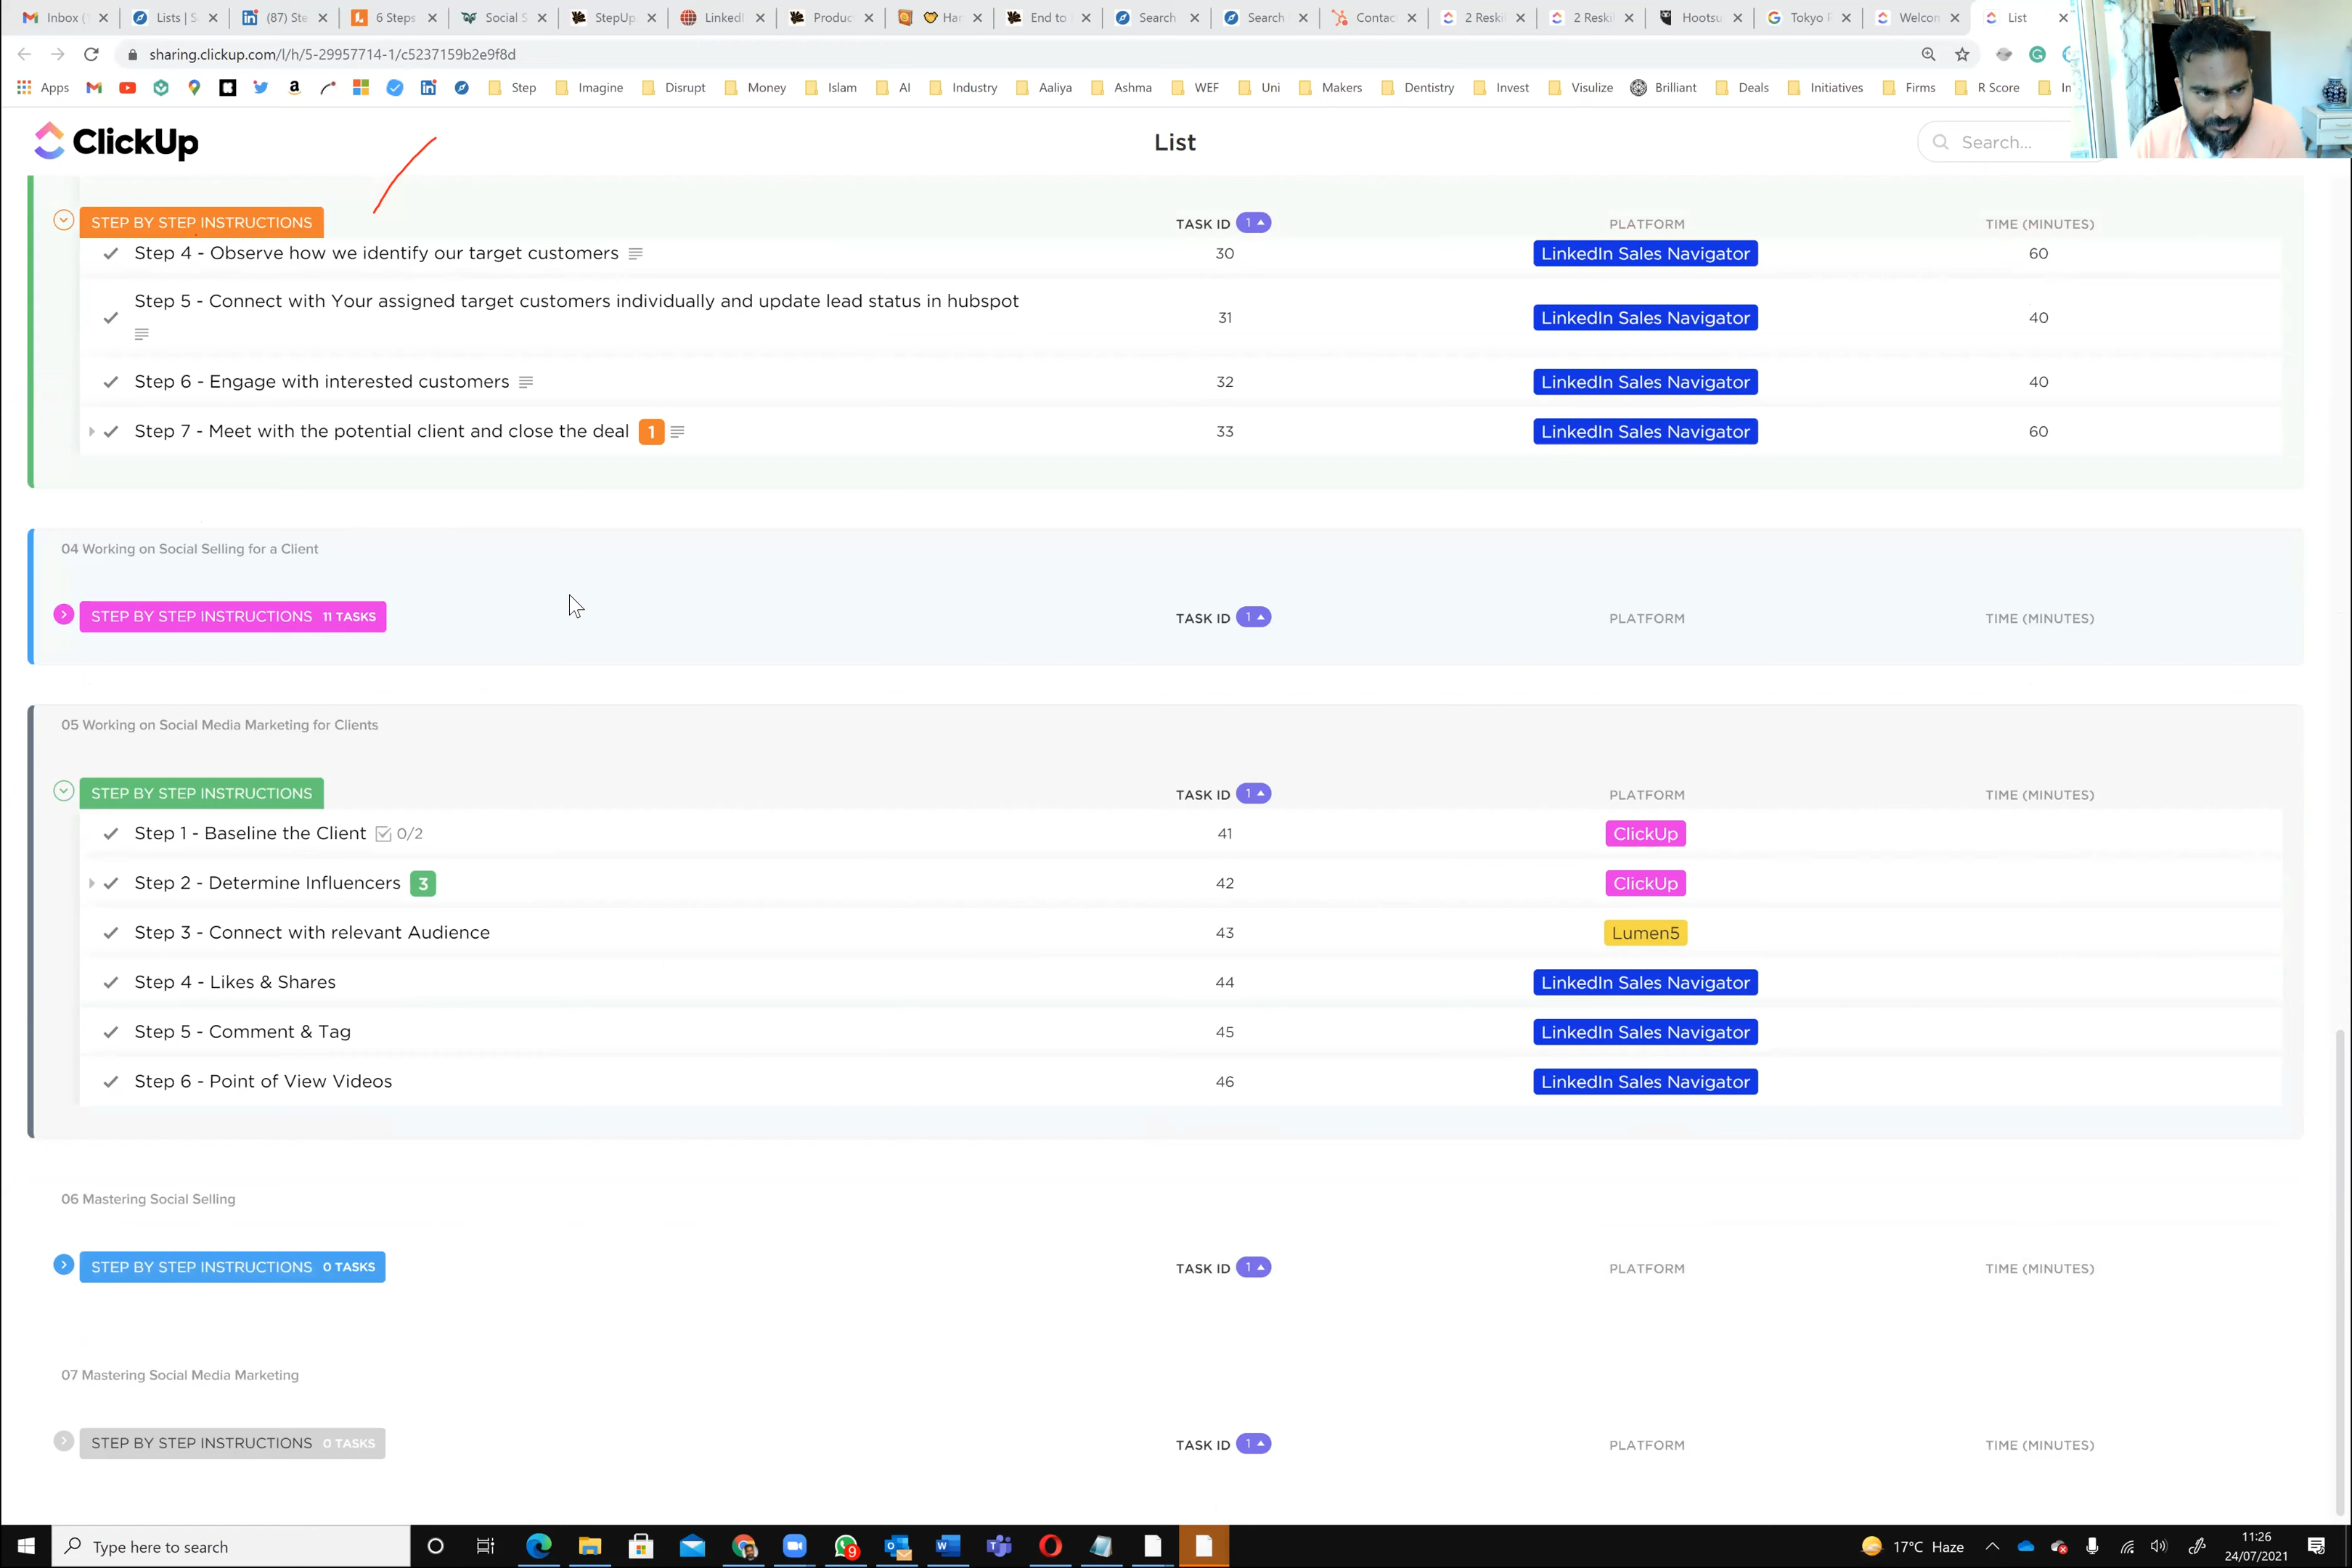 Inbox (1
Lists | S
(87) Ste
6 Steps
Social S
StepUp
LinkedI
Produc
Har
End to
Search
Search
Contac
2 Reski
2 Reski
Hootsu
Tokyo
Welcom
List
sharing.clickup.com/l/h/5-29957714-1/c5237159b2e9f8d
Apps Step Imagine Disrupt Money Islam AI Industry Aaliya Ashma WEF Uni Makers Dentistry Invest Visulize Brilliant Deals Initiatives Firms R Score
ClickUp
List
Search...
STEP BY STEP INSTRUCTIONS TASK ID 1 PLATFORM TIME (MINUTES)
Step 4 - Observe how we identify our target customers 30 LinkedIn Sales Navigator 60
Step 5 - Connect with Your assigned target customers individually and update lead status in hubspot 31 LinkedIn Sales Navigator 40
Step 6 - Engage with interested customers 32 LinkedIn Sales Navigator 40
Step 7 - Meet with the potential client and close the deal 1 33 LinkedIn Sales Navigator 60
04 Working on Social Selling for a Client
STEP BY STEP INSTRUCTIONS 11 TASKS TASK ID 1 PLATFORM TIME (MINUTES)
05 Working on Social Media Marketing for Clients
STEP BY STEP INSTRUCTIONS TASK ID 1 PLATFORM TIME (MINUTES)
Step 1 - Baseline the Client 0/2 41 ClickUp
Step 2 - Determine Influencers 3 42 ClickUp
Step 3 - Connect with relevant Audience 43 Lumen5
Step 4 - Likes & Shares 44 LinkedIn Sales Navigator
Step 5 - Comment & Tag 45 LinkedIn Sales Navigator
Step 6 - Point of View Videos 46 LinkedIn Sales Navigator
06 Mastering Social Selling
STEP BY STEP INSTRUCTIONS 0 TASKS TASK ID 1 PLATFORM TIME (MINUTES)
07 Mastering Social Media Marketing
STEP BY STEP INSTRUCTIONS 0 TASKS TASK ID 1 PLATFORM TIME (MINUTES)
Type here to search
9
17°C Haze
11:26
24/07/2021